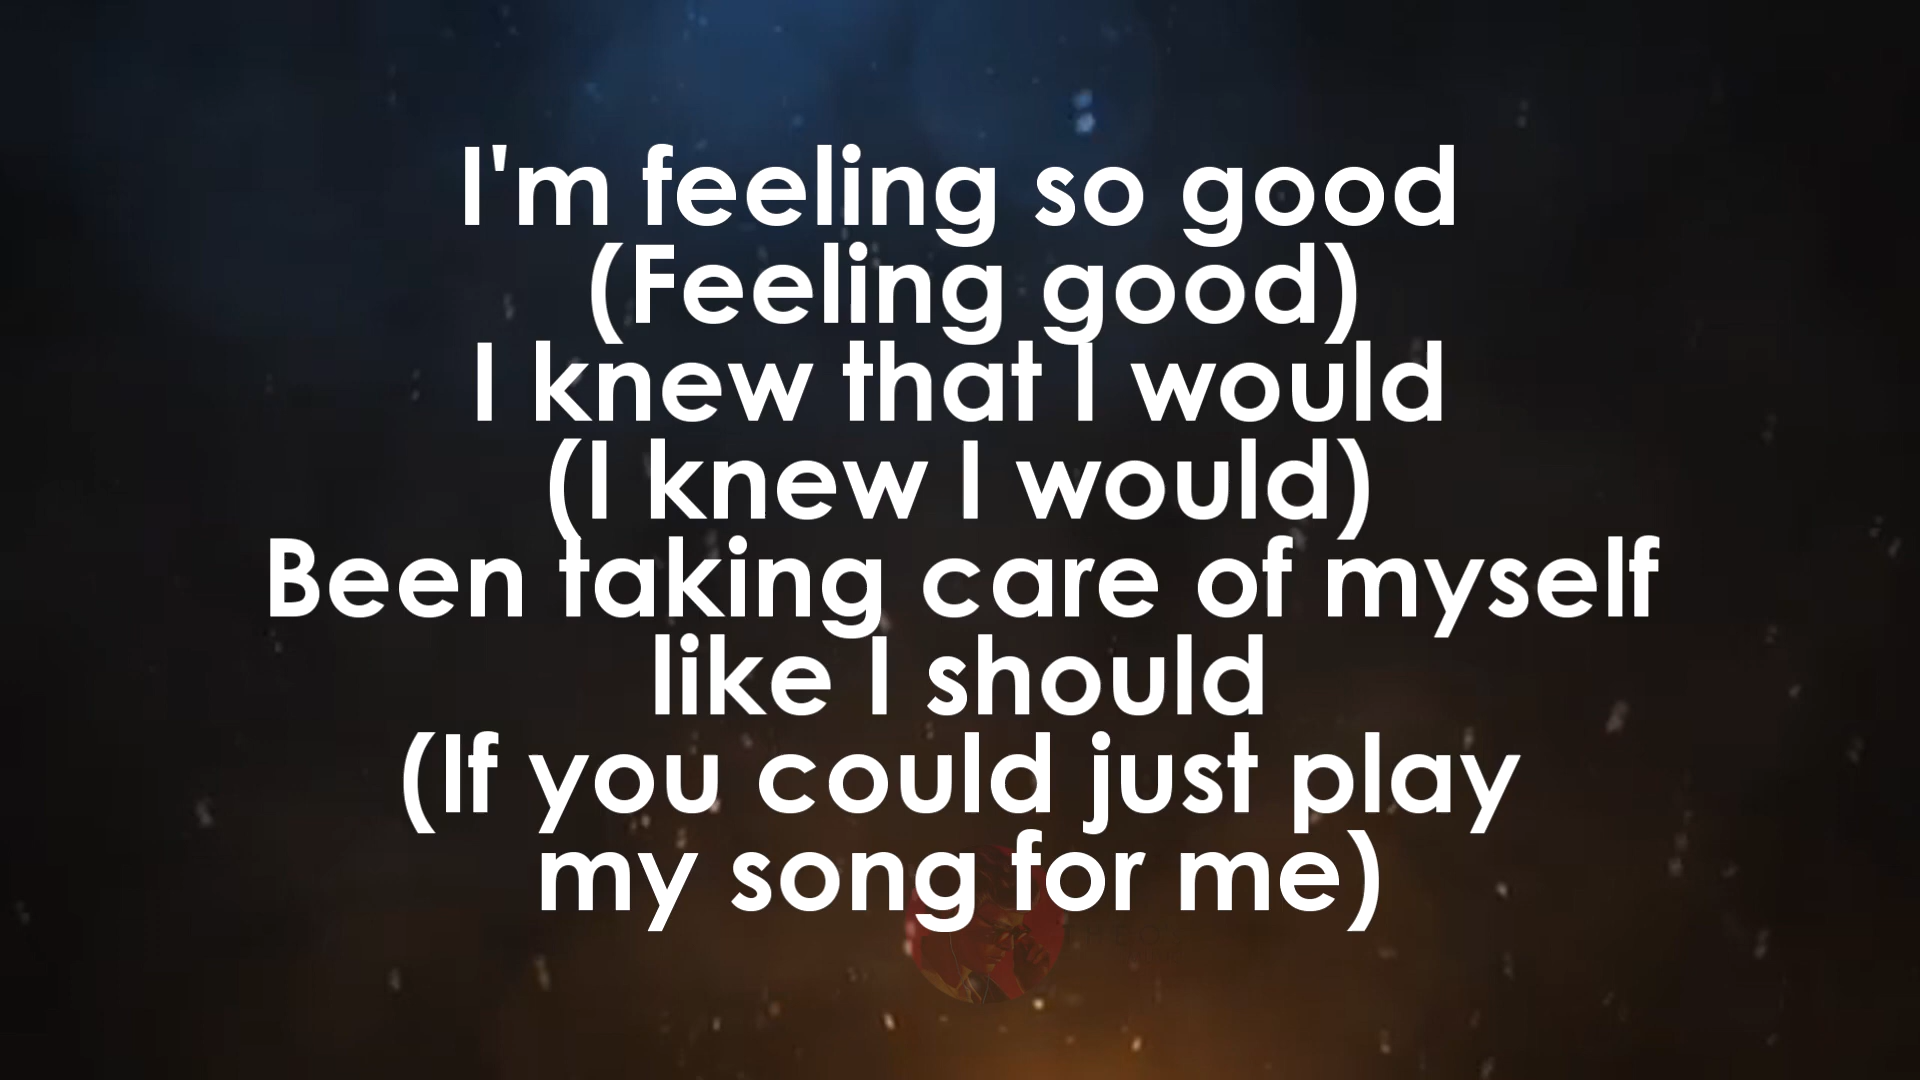 I'm feeling so good
(Feeling good)
I knew that I would
(I knew I would)
Been taking care of myself
like I should
(If you could just play
my song for me)